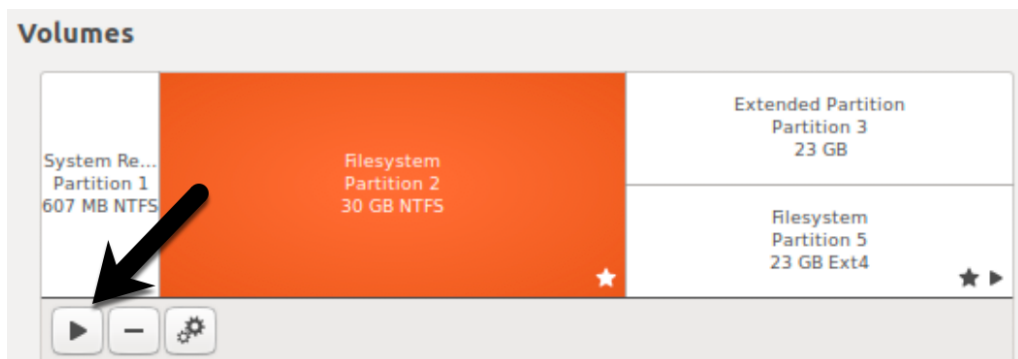 Volumes
System Re...
Partition 1
607 MB NTFS
Filesystem
Partition 2
30 GB NTFS
Extended Partition
Partition 3
23 GB
Filesystem
Partition 5
23 GB Ext4